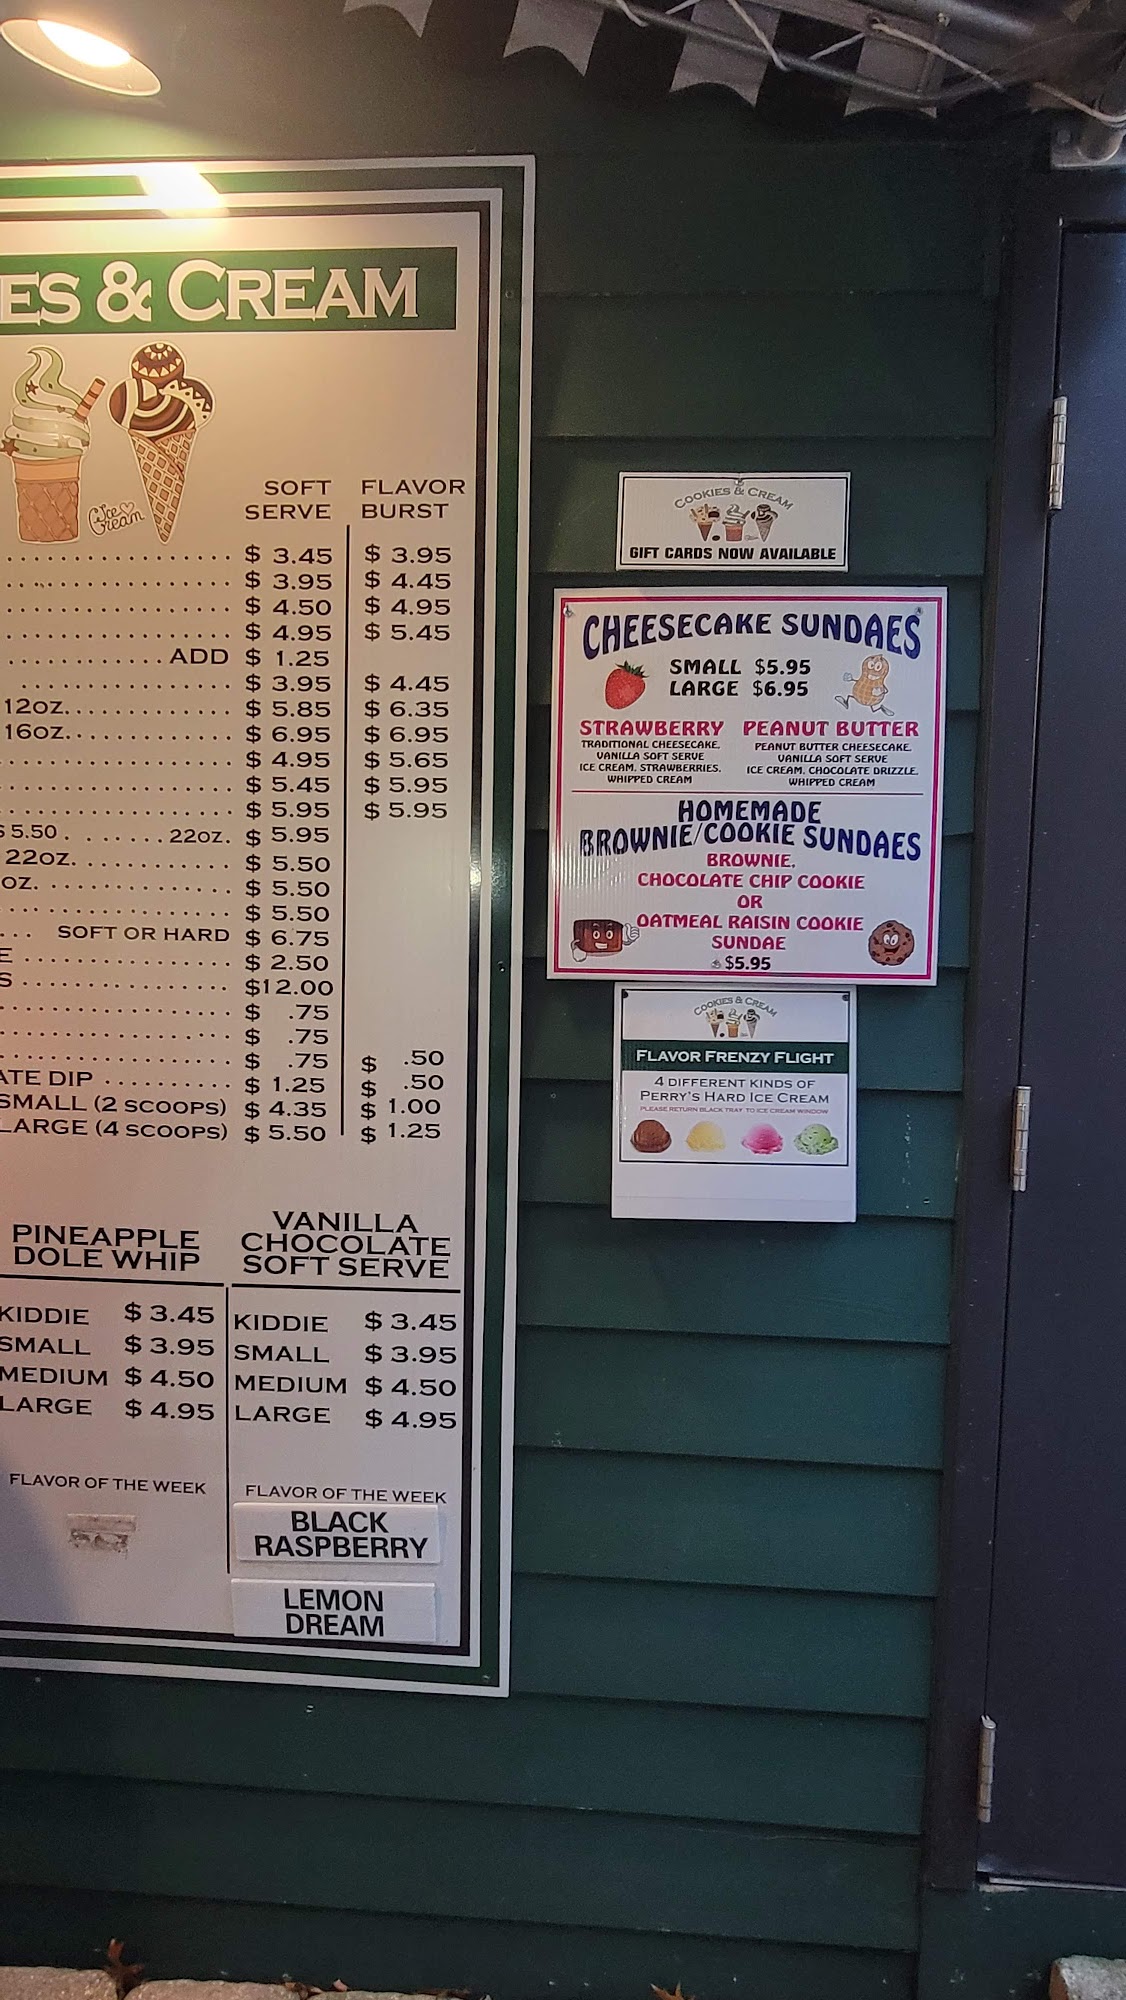 ES & CREAM
Ice Cream
SOFT SERVE FLAVOR BURST
$ 3.45 $ 3.95
$ 3.95 $ 4.45
$ 4.50 $ 4.95
$ 4.95 $ 5.45
ADD $ 1.25
$ 3.95 $ 4.45
12OZ. $ 5.85 $ 6.35
16OZ. $ 6.95 $ 6.95
$ 4.95 $ 5.65
$ 5.45 $ 5.95
$ 5.95 $ 5.95
$ 5.50 . . . . . . . 22OZ. $ 5.95
22OZ. $ 5.50
OZ. $ 5.50
$ 5.50
SOFT OR HARD $ 6.75
E $ 2.50
S $12.00
$ .75
$ .75
$ .75 $ .50
ATE DIP $ 1.25 $ .50
SMALL (2 SCOOPS) $ 4.35 $ 1.00
LARGE (4 SCOOPS) $ 5.50 $ 1.25
PINEAPPLE
DOLE WHIP
KIDDIE $ 3.45
SMALL $ 3.95
MEDIUM $ 4.50
LARGE $ 4.95
FLAVOR OF THE WEEK
VANILLA
CHOCOLATE
SOFT SERVE
KIDDIE $ 3.45
SMALL $ 3.95
MEDIUM $ 4.50
LARGE $ 4.95
FLAVOR OF THE WEEK
BLACK
RASPBERRY
LEMON
DREAM
COOKIES & CREAM
GIFT CARDS NOW AVAILABLE
CHEESECAKE SUNDAES
SMALL $5.95
LARGE $6.95
STRAWBERRY
TRADITIONAL CHEESECAKE,
VANILLA SOFT SERVE
ICE CREAM, STRAWBERRIES,
WHIPPED CREAM
PEANUT BUTTER
PEANUT BUTTER CHEESECAKE,
VANILLA SOFT SERVE
ICE CREAM, CHOCOLATE DRIZZLE,
WHIPPED CREAM
HOMEMADE
BROWNIE/COOKIE SUNDAES
BROWNIE,
CHOCOLATE CHIP COOKIE
OR
OATMEAL RAISIN COOKIE
SUNDAE
$5.95
COOKIES & CREAM
FLAVOR FRENZY FLIGHT
4 DIFFERENT KINDS OF
PERRY'S HARD ICE CREAM
PLEASE RETURN BLACK TRAY TO ICE CREAM WINDOW